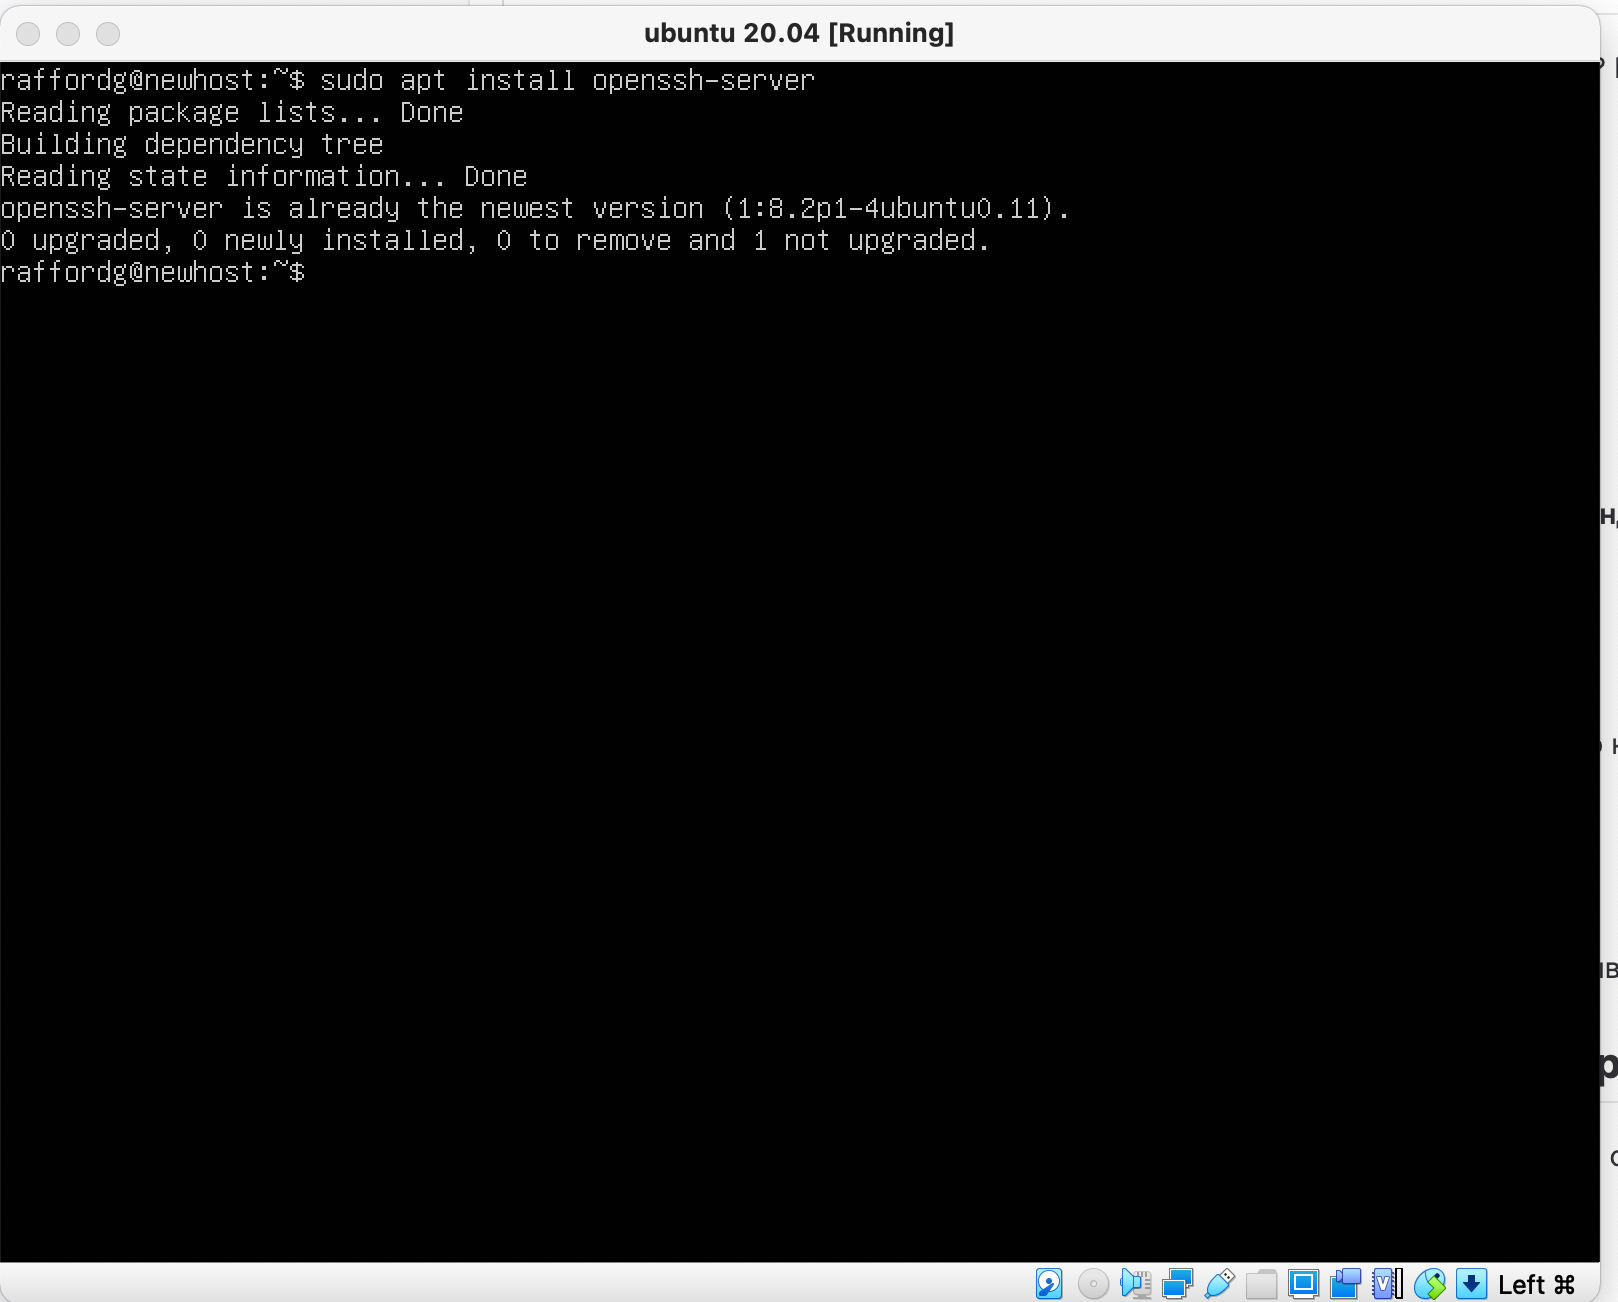 ubuntu 20.04 [Running]
raffordg@newhost:~$ sudo apt install openssh-server
Reading package lists... Done
Building dependency tree
Reading state information... Done
openssh-server is already the newest version (1:8.2p1-4ubuntu0.11).
0 upgraded, 0 newly installed, 0 to remove and 1 not upgraded.
raffordg@newhost:~$
Left ⌘